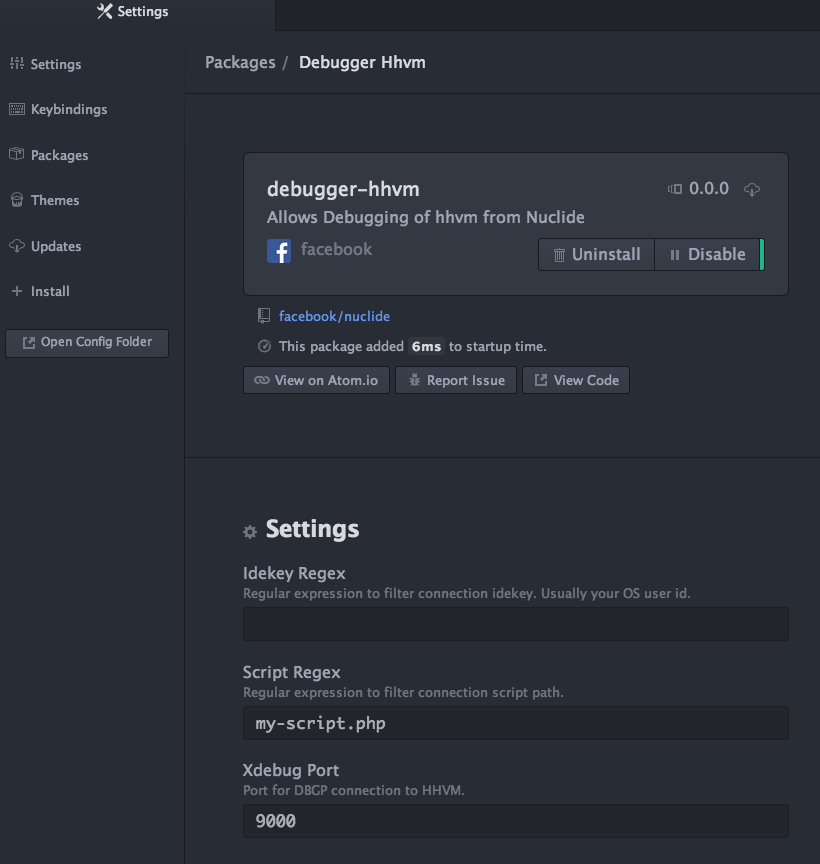 Settings
Settings
Keybindings
Packages
Themes
Updates
Install
Open Config Folder
Packages / Debugger Hhvm
debugger-hhvm
0.0.0
Allows Debugging of hhvm from Nuclide
facebook
Uninstall
Disable
facebook/nuclide
This package added 6ms to startup time.
View on Atom.io
Report Issue
View Code
Settings
Idekey Regex
Regular expression to filter connection idekey. Usually your OS user id.
Script Regex
Regular expression to filter connection script path.
my-script.php
Xdebug Port
Port for DBGP connection to HHVM.
9000